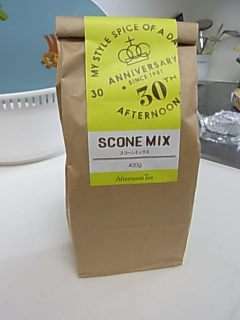 MY STYLE SPICE OF A DAY
ANNIVERSARY
SINCE 1981
30
30TH
AFTERNOON
SCONE MIX
スコーンミックス
400g
Afternoon Tea